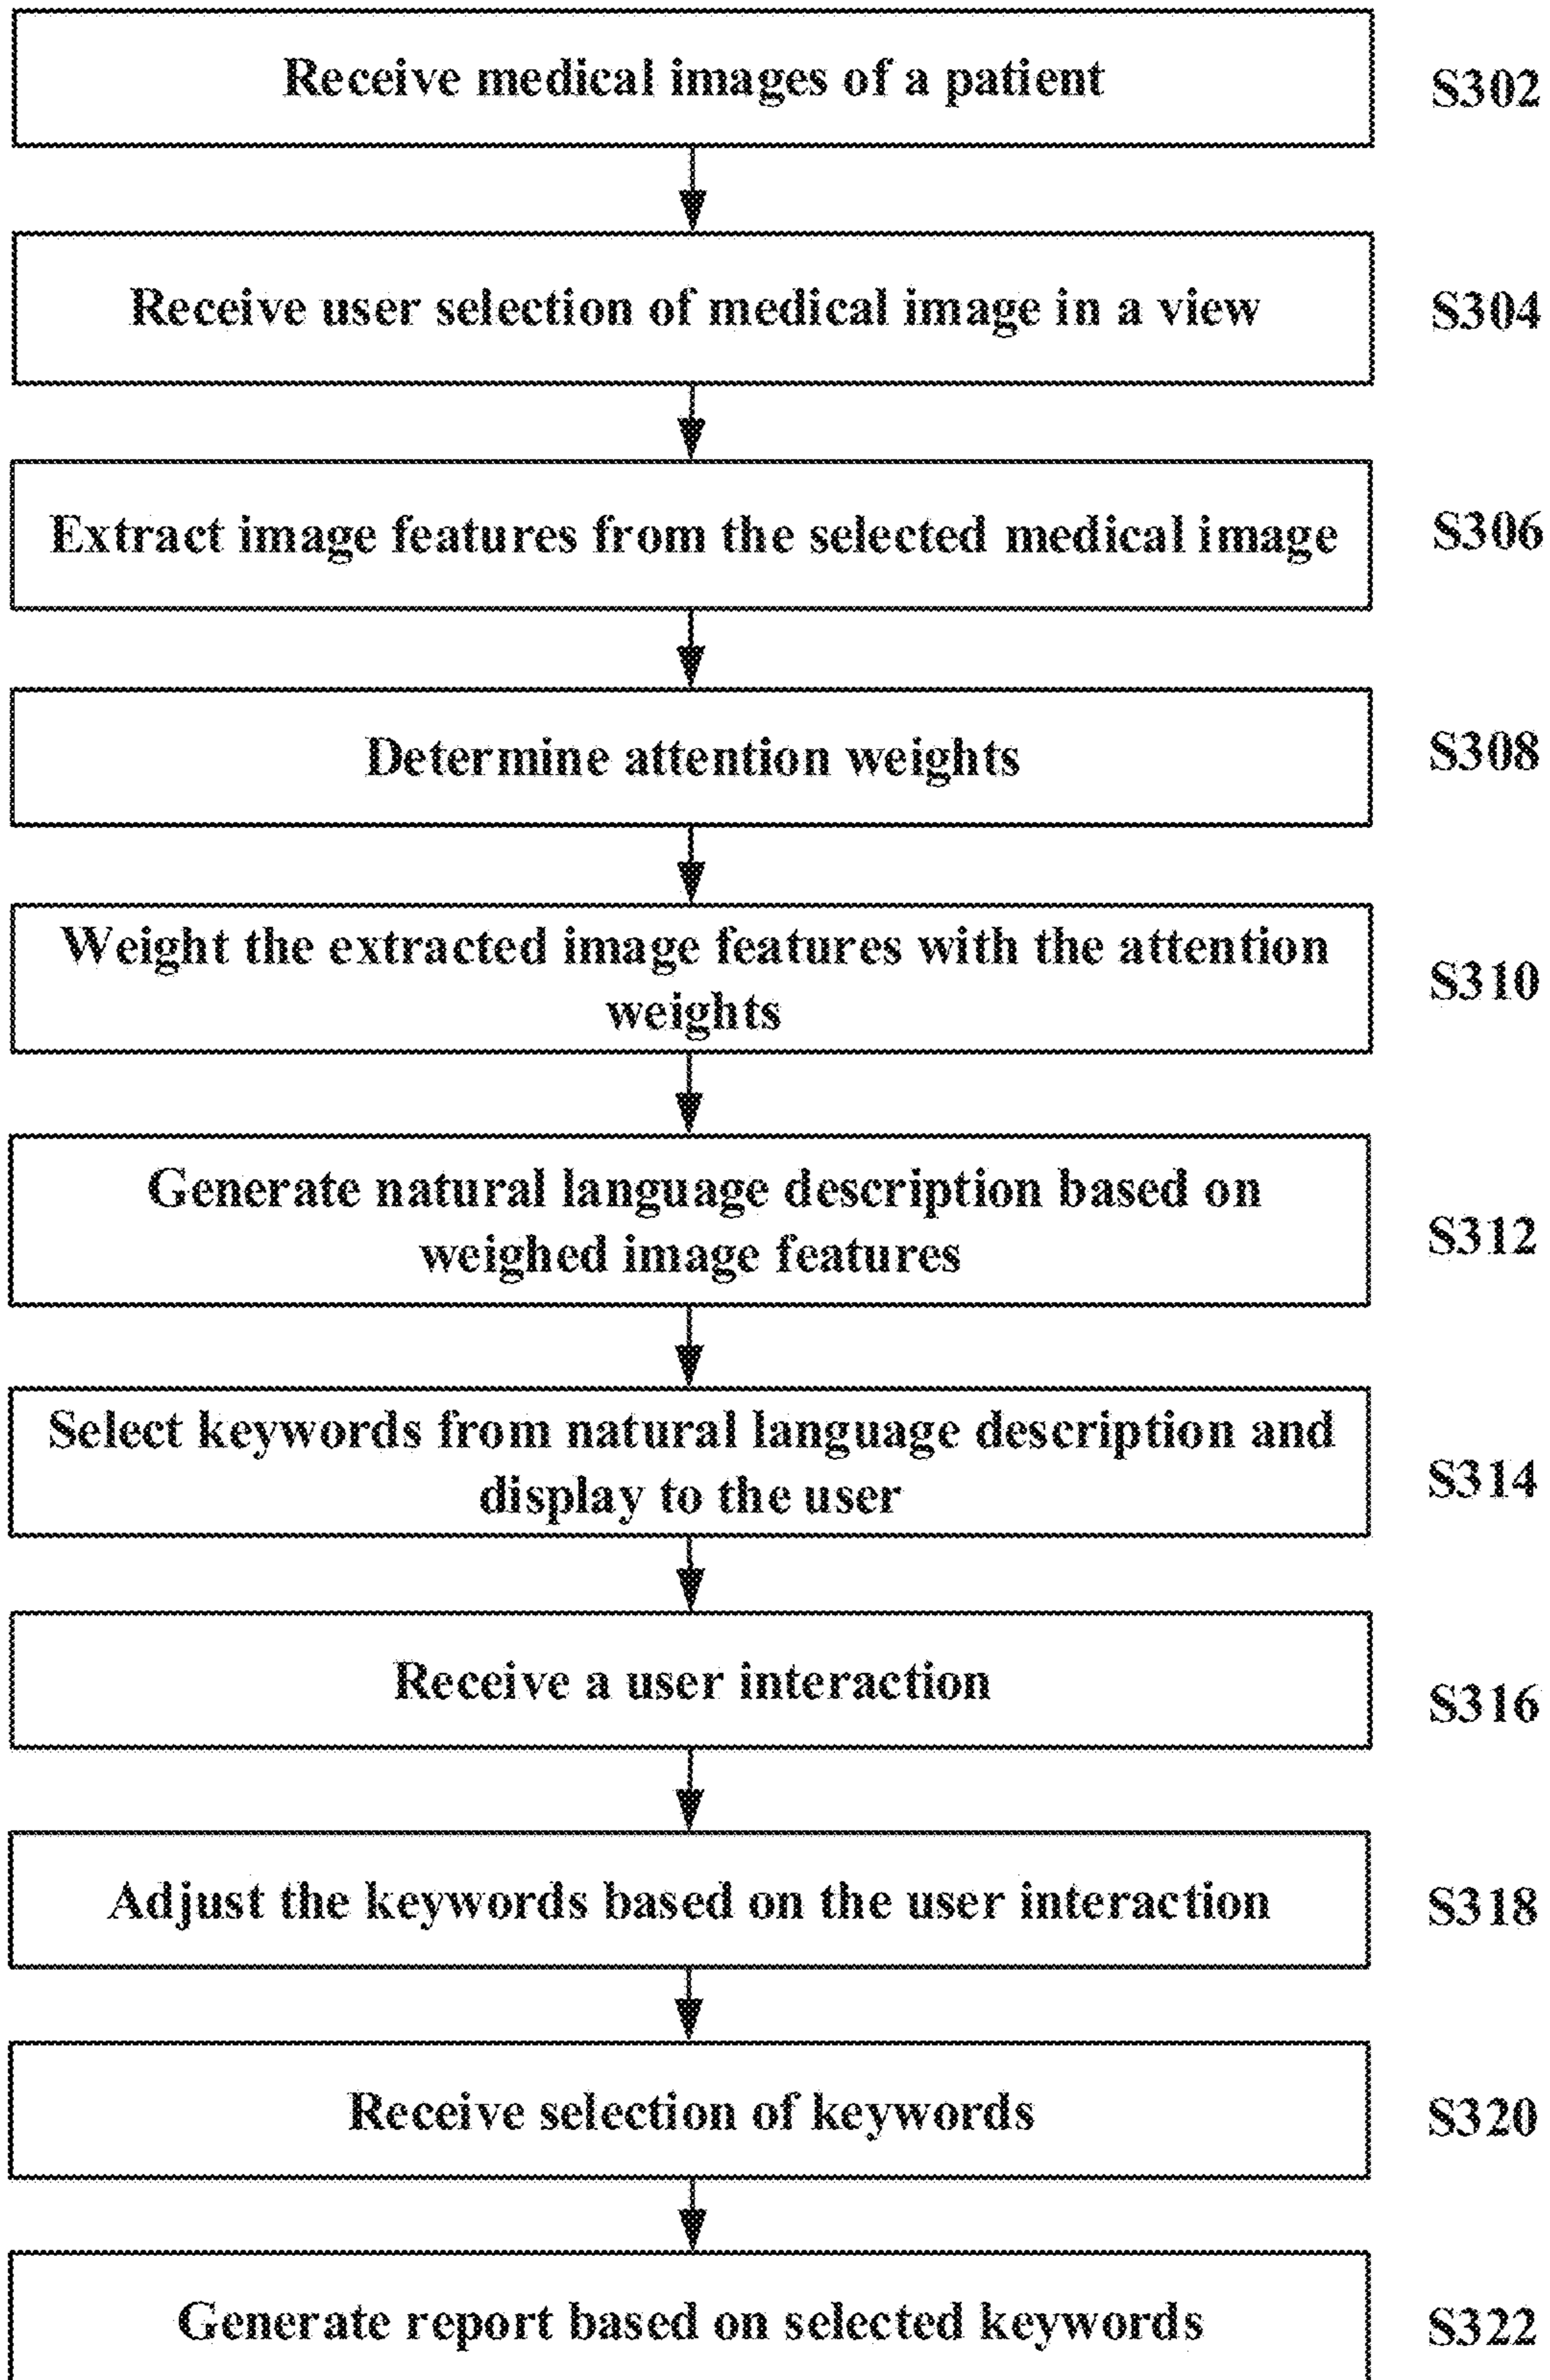 Receive medical images of a patient
S302
Receive user selection of medical image in a view
S304
Extract image features from the selected medical image
S306
Determine attention weights
S308
Weight the extracted image features with the attention
weights
S310
Generate natural language description based on
weighed image features
S312
Select keywords from natural language description and
display to the user
S314
Receive a user interaction
S316
Adjust the keywords based on the user interaction
S318
Receive selection of keywords
S320
Generate report based on selected keywords
S322